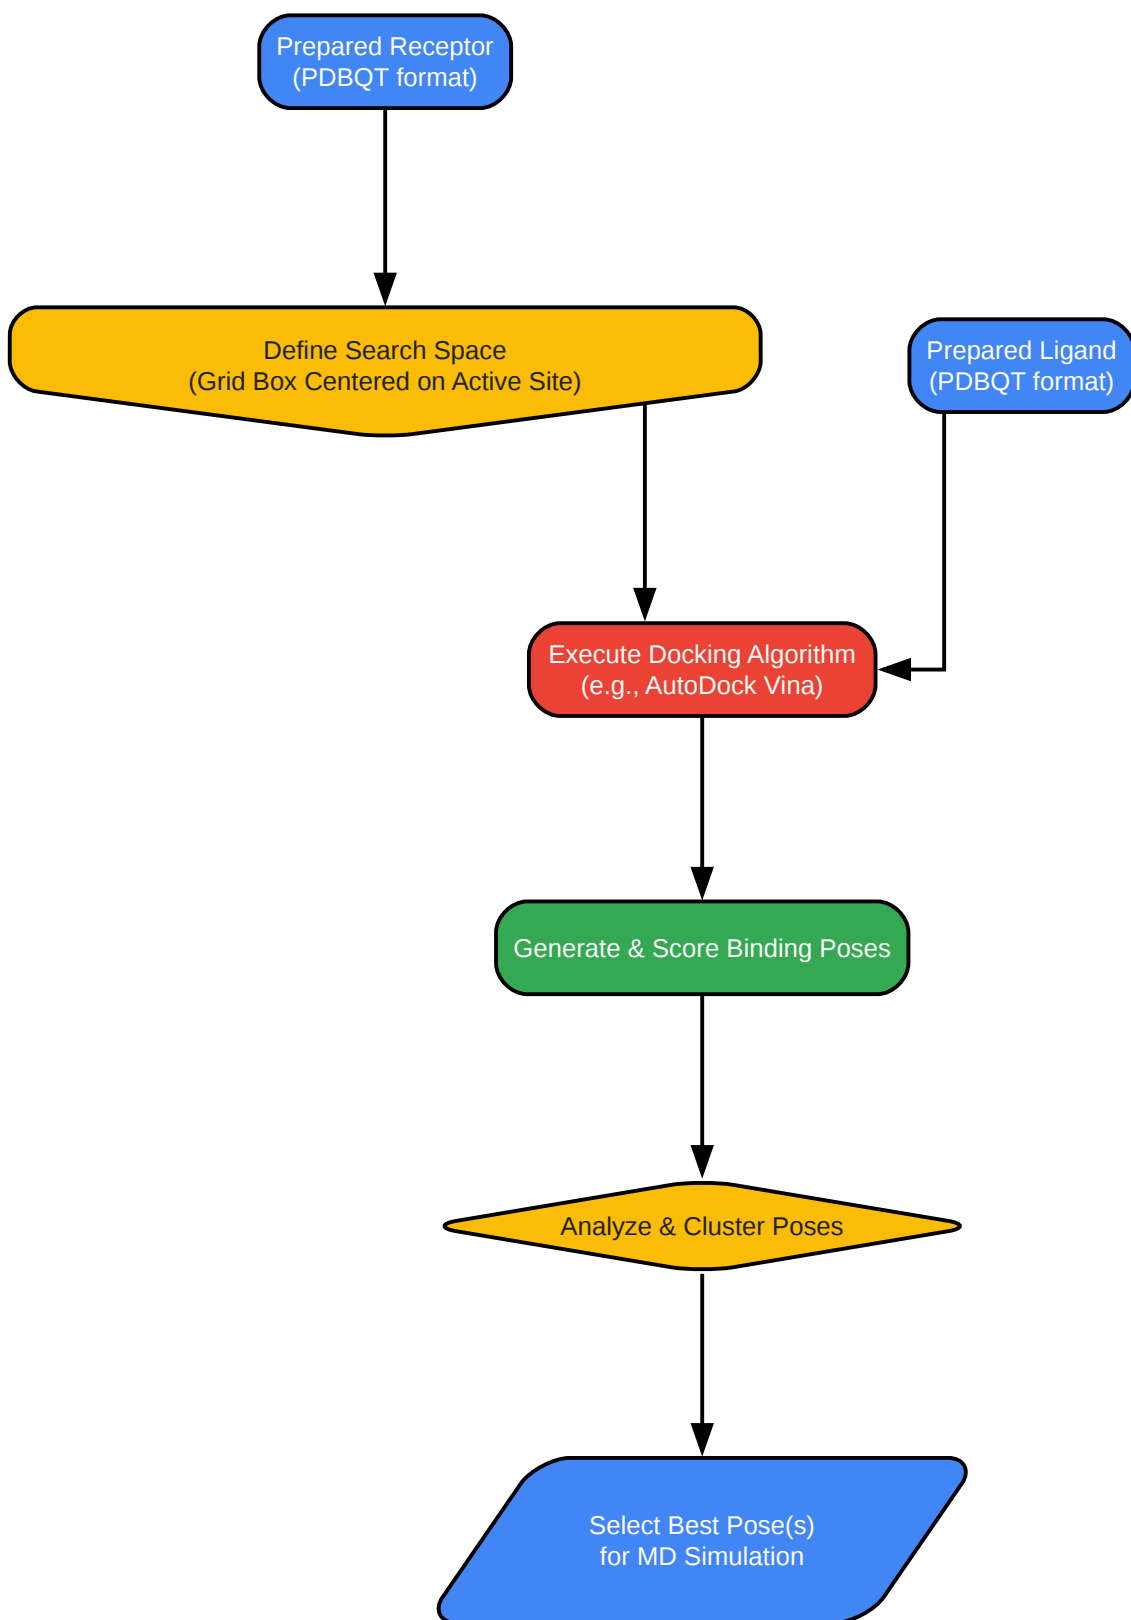 Prepared Receptor
(PDBQT format)
Define Search Space
(Grid Box Centered on Active Site)
Prepared Ligand
(PDBQT format)
Execute Docking Algorithm
(e.g., AutoDock Vina)
Generate & Score Binding Poses
Analyze & Cluster Poses
Select Best Pose(s)
for MD Simulation